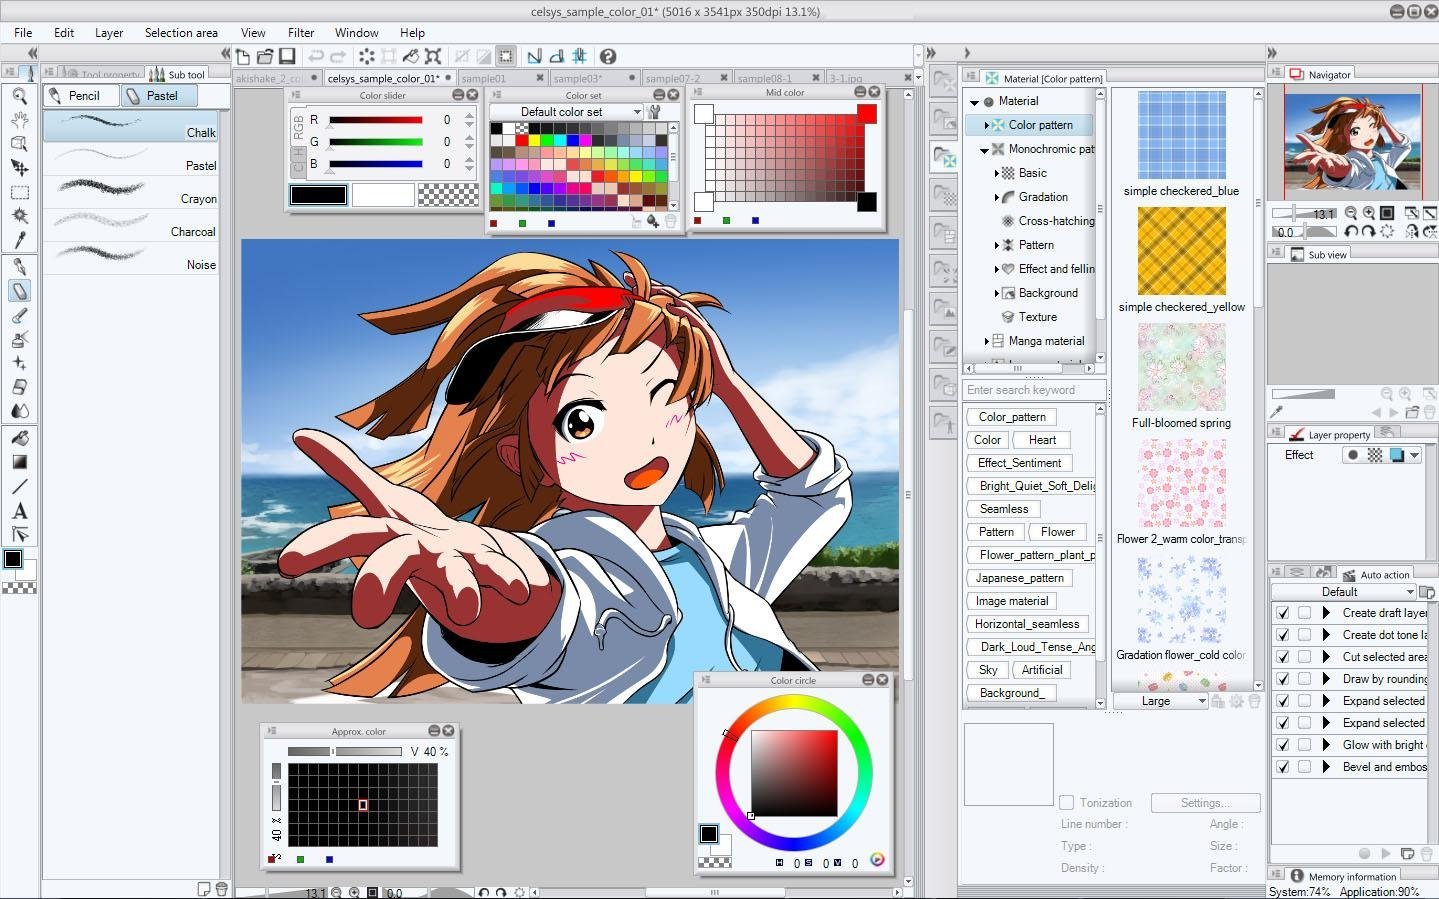 celsys_sample_color_01* (5016 x 3541px 350dpi 13.1%)
File Edit Layer Selection area View Filter Window Help
Tool property Sub tool
Pencil Pastel
Chalk
Pastel
Crayon
Charcoal
Noise
akishake_2_co celsys_sample_color_01* sample01 sample03* sample07-2 sample08-1 3-1.jpg
Color slider
RGB
R 0
G 0
B 0
Color set
Default color set
Mid color
Approx. color
V 40 %
40 %
Color circle
H 0 S 0 V 0
13.1 0.0
Material [Color pattern]
Material
Color pattern
Monochromic pat
Basic
Gradation
Cross-hatching
Pattern
Effect and fellin
Background
Texture
Manga material
Enter search keyword
Color_pattern
Color Heart
Effect_Sentiment
Bright_Quiet_Soft_Delig
Seamless
Pattern Flower
Flower_pattern_plant_p
Japanese_pattern
Image material
Horizontal_seamless
Dark_Loud_Tense_Ang
Sky Artificial
Background_
simple checkered_blue
simple checkered_yellow
Full-bloomed spring
Flower 2_warm color_transp
Gradation flower_cold color
Large
Tonization Settings...
Line number : Angle :
Type : Size :
Density : Factor :
Navigator
13.1
0.0
Sub view
Layer property
Effect
Auto action
Default
Create draft layer
Create dot tone la
Cut selected area
Draw by rounding
Expand selected
Expand selected
Glow with bright
Bevel and embos
Memory information
System:74% Application:90%